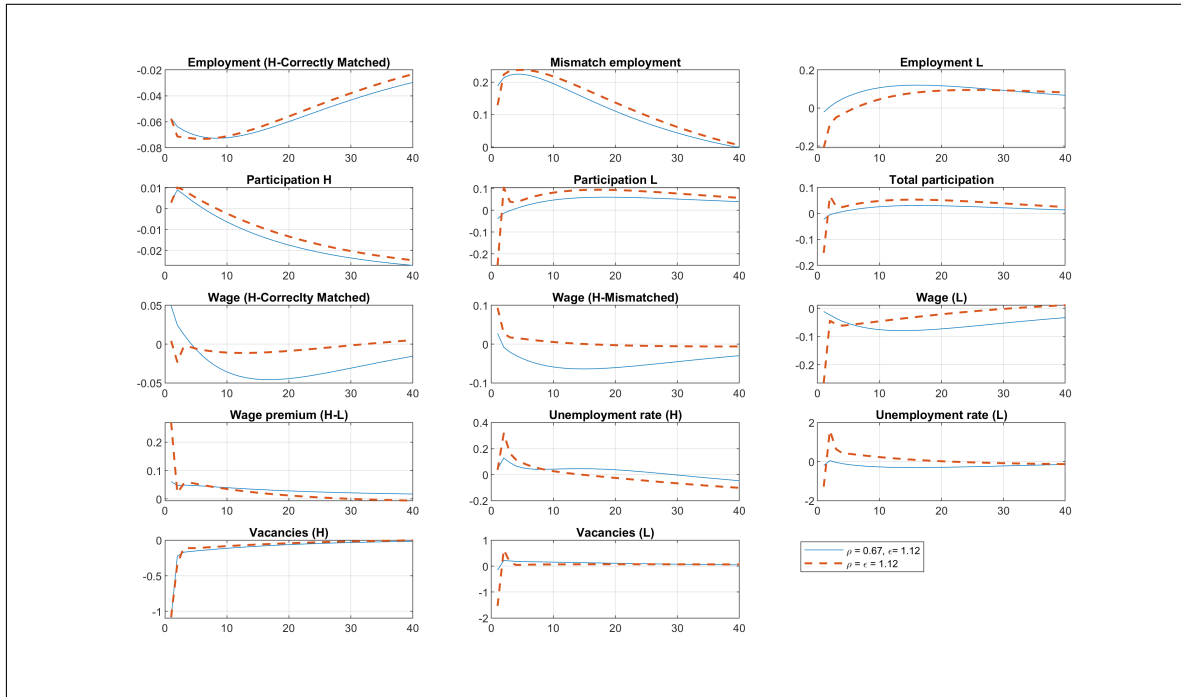 Employment (H-Correctly Matched)
-0.02
-0.04
-0.06
-0.08
0 10 20 30 40
Mismatch employment
0.2
0.1
0
0 10 20 30 40
Employment L
0.2
0
-0.2
0 10 20 30 40
Participation H
0.01
0
-0.01
-0.02
0 10 20 30 40
Participation L
0.1
0
-0.1
-0.2
0 10 20 30 40
Total participation
0.1
0
-0.1
-0.2
0 10 20 30 40
Wage (H-Correclty Matched)
0.05
0
-0.05
0 10 20 30 40
Wage (H-Mismatched)
0.1
0
-0.1
0 10 20 30 40
Wage (L)
0
-0.1
-0.2
0 10 20 30 40
Wage premium (H-L)
0.2
0.1
0
0 10 20 30 40
Unemployment rate (H)
0.4
0.2
0
-0.2
0 10 20 30 40
Unemployment rate (L)
2
0
-2
0 10 20 30 40
Vacancies (H)
0
-0.5
-1
0 10 20 30 40
Vacancies (L)
1
0
-1
-2
0 10 20 30 40
ρ = 0.67, ϵ= 1.12
ρ = ϵ = 1.12